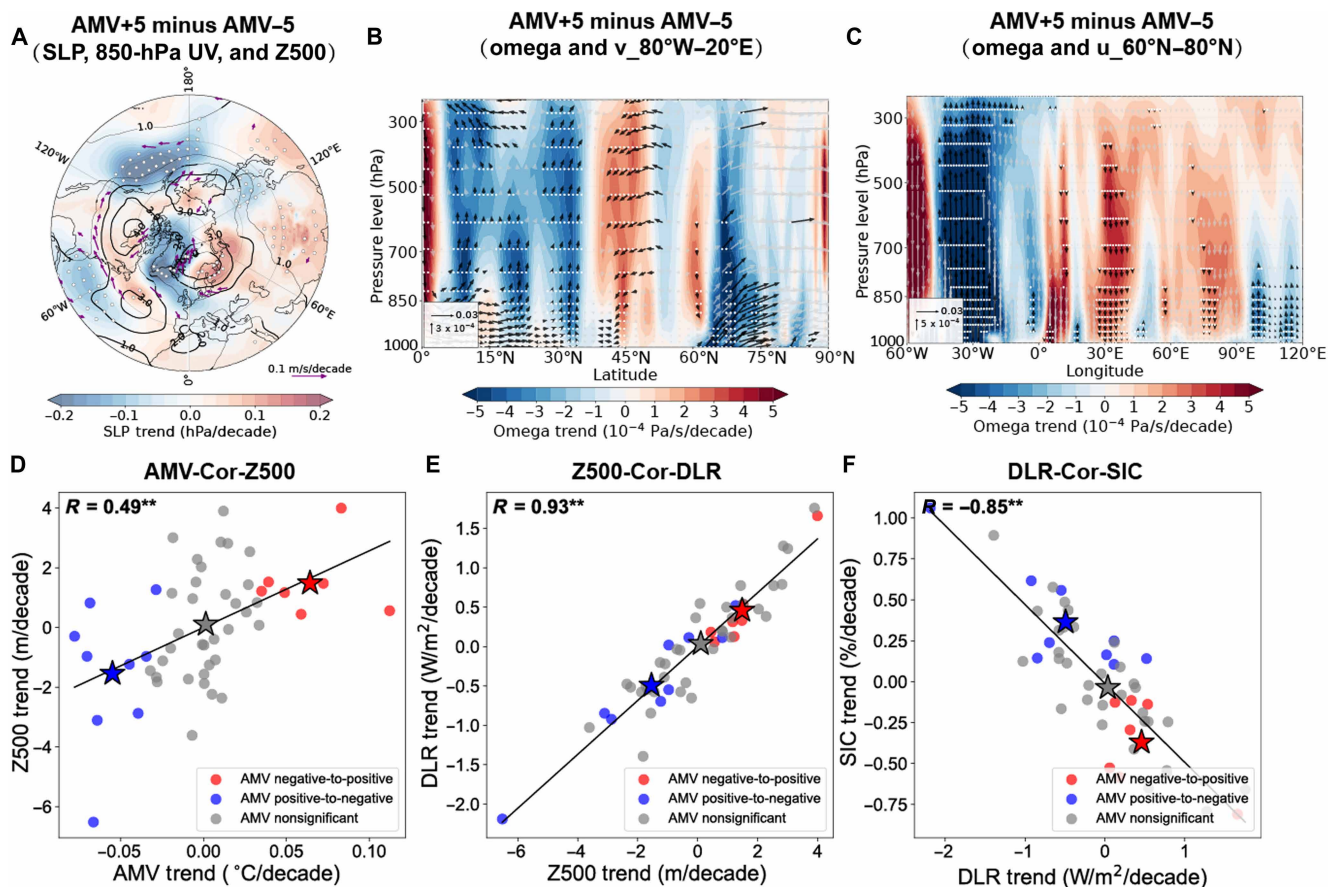 A
AMV+5 minus AMV–5
(SLP, 850-hPa UV, and Z500)
180°
120°W
120°E
60°W
60°E
0°
1.0
3.0
3.0
1.0
3.0
1.0
1.0
0.1 m/s/decade
−0.2 −0.1 0.0 0.1 0.2
SLP trend (hPa/decade)
B
AMV+5 minus AMV–5
(omega and v_80°W–20°E)
Pressure level (hPa)
300
500
700
850
1000
0.03
3 x 10⁻⁴
0° 15°N 30°N 45°N 60°N 75°N 90°N
Latitude
−5 −4 −3 −2 −1 0 1 2 3 4 5
Omega trend (10⁻⁴ Pa/s/decade)
C
AMV+5 minus AMV–5
(omega and u_60°N–80°N)
Pressure level (hPa)
300
500
700
850
1000
0.03
5 x 10⁻⁴
60°W 30°W 0° 30°E 60°E 90°E 120°E
Longitude
−5 −4 −3 −2 −1 0 1 2 3 4 5
Omega trend (10⁻⁴ Pa/s/decade)
D
AMV-Cor-Z500
R = 0.49**
Z500 trend (m/decade)
4
2
0
−2
−4
−6
AMV negative-to-positive
AMV positive-to-negative
AMV nonsignificant
−0.05 0.00 0.05 0.10
AMV trend ( °C/decade)
E
Z500-Cor-DLR
R = 0.93**
DLR trend (W/m²/decade)
1.5
1.0
0.5
0.0
−0.5
−1.0
−1.5
−2.0
AMV negative-to-positive
AMV positive-to-negative
AMV nonsignificant
−6 −4 −2 0 2 4
Z500 trend (m/decade)
F
DLR-Cor-SIC
R = −0.85**
SIC trend (%/decade)
1.00
0.75
0.50
0.25
0.00
−0.25
−0.50
−0.75
AMV negative-to-positive
AMV positive-to-negative
AMV nonsignificant
−2 −1 0 1
DLR trend (W/m²/decade)